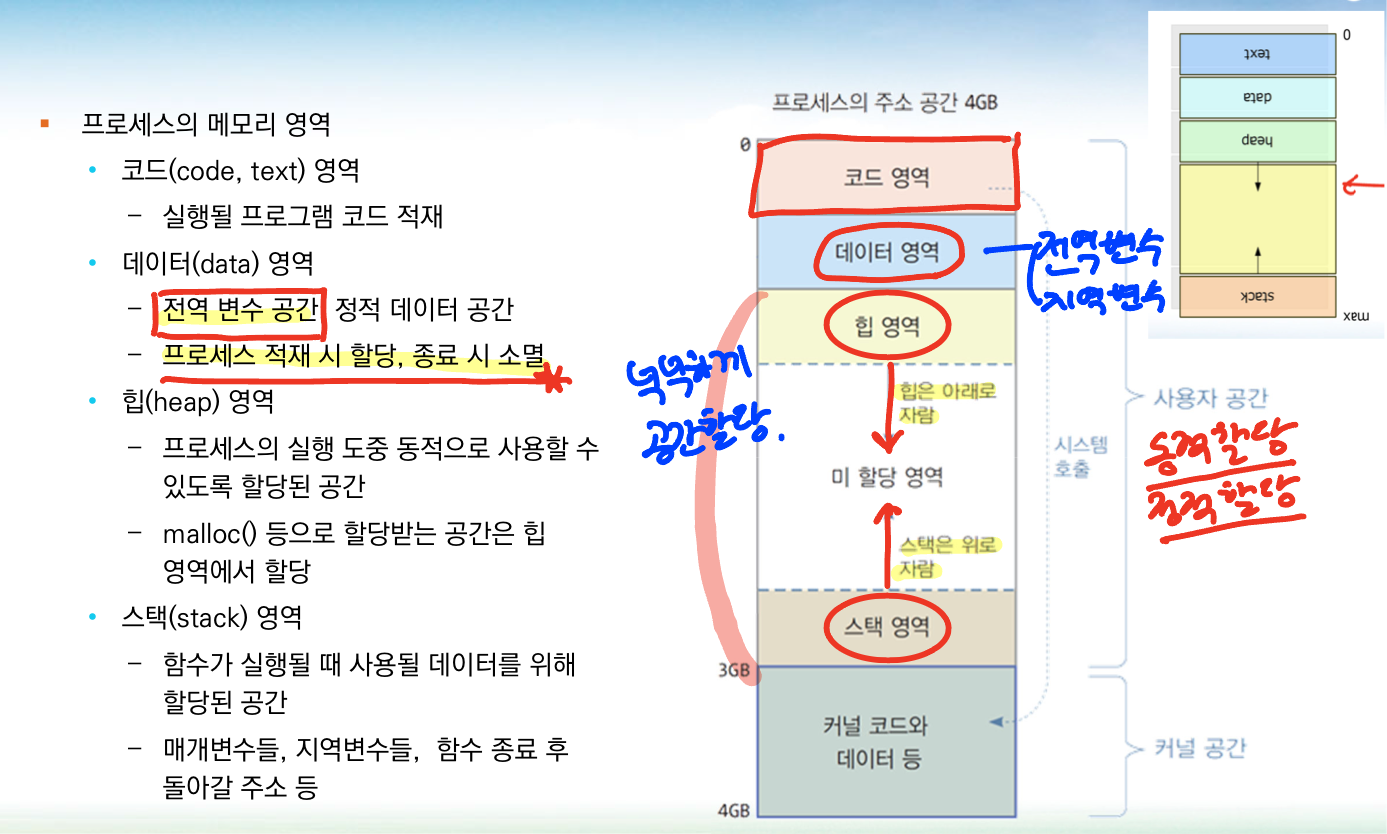 프로세스의 메모리 영역
코드(code, text) 영역
– 실행될 프로그램 코드 적재
데이터(data) 영역
– 전역 변수 공간 정적 데이터 공간
– 프로세스 적재 시 할당, 종료 시 소멸
힙(heap) 영역
– 프로세스의 실행 도중 동적으로 사용할 수
있도록 할당된 공간
– malloc() 등으로 할당받는 공간은 힙
영역에서 할당
스택(stack) 영역
– 함수가 실행될 때 사용될 데이터를 위해
할당된 공간
– 매개변수들, 지역변수들, 함수 종료 후
돌아갈 주소 등
프로세스의 주소 공간 4GB
0
코드 영역
데이터 영역
전역변수
지역변수
힙 영역
넉넉하게
공간할당.
힙은 아래로
자람
미 할당 영역
스택은 위로
자람
스택 영역
3GB
커널 코드와
데이터 등
4GB
시스템
호출
사용자 공간
동적할당
정적할당
커널 공간
0
text
data
heap
stack
max